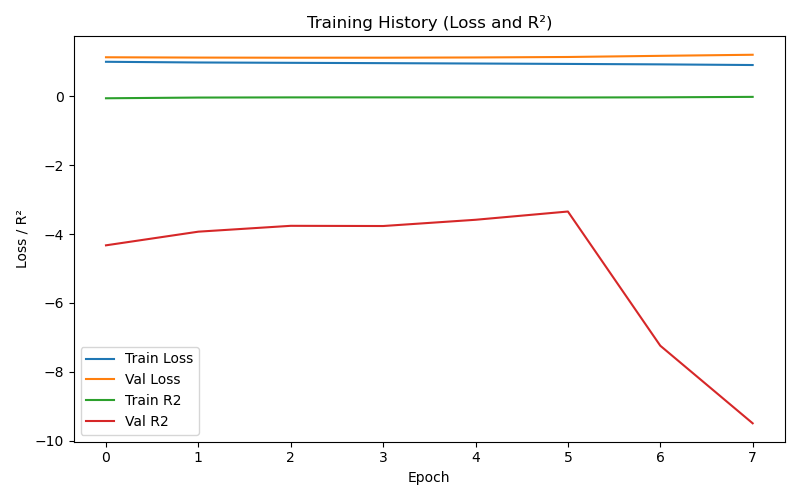 Training History (Loss and R²)
Loss / R²
0
−2
−4
−6
−8
−10
Train Loss
Val Loss
Train R2
Val R2
0 1 2 3 4 5 6 7
Epoch